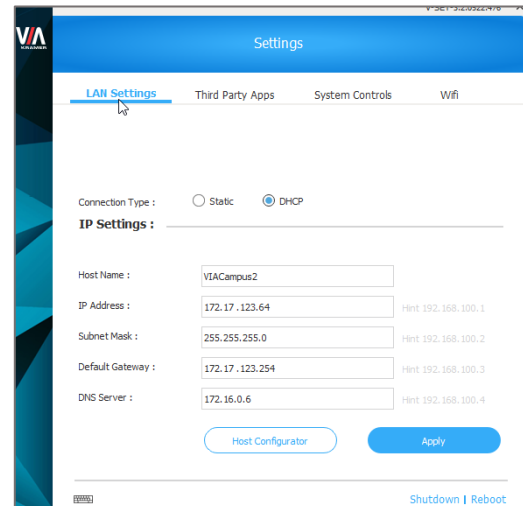 VIA
KRAMER
Settings
LAN Settings Third Party Apps System Controls Wifi
Connection Type : Static DHCP
IP Settings :
Host Name : VIACampus2
IP Address : 172.17.123.64 Hint 192.168.100.1
Subnet Mask : 255.255.255.0 Hint 192.168.100.2
Default Gateway : 172.17.123.254 Hint 192.168.100.3
DNS Server : 172.16.0.6 Hint 192.168.100.4
Host Configurator Apply
Shutdown | Reboot